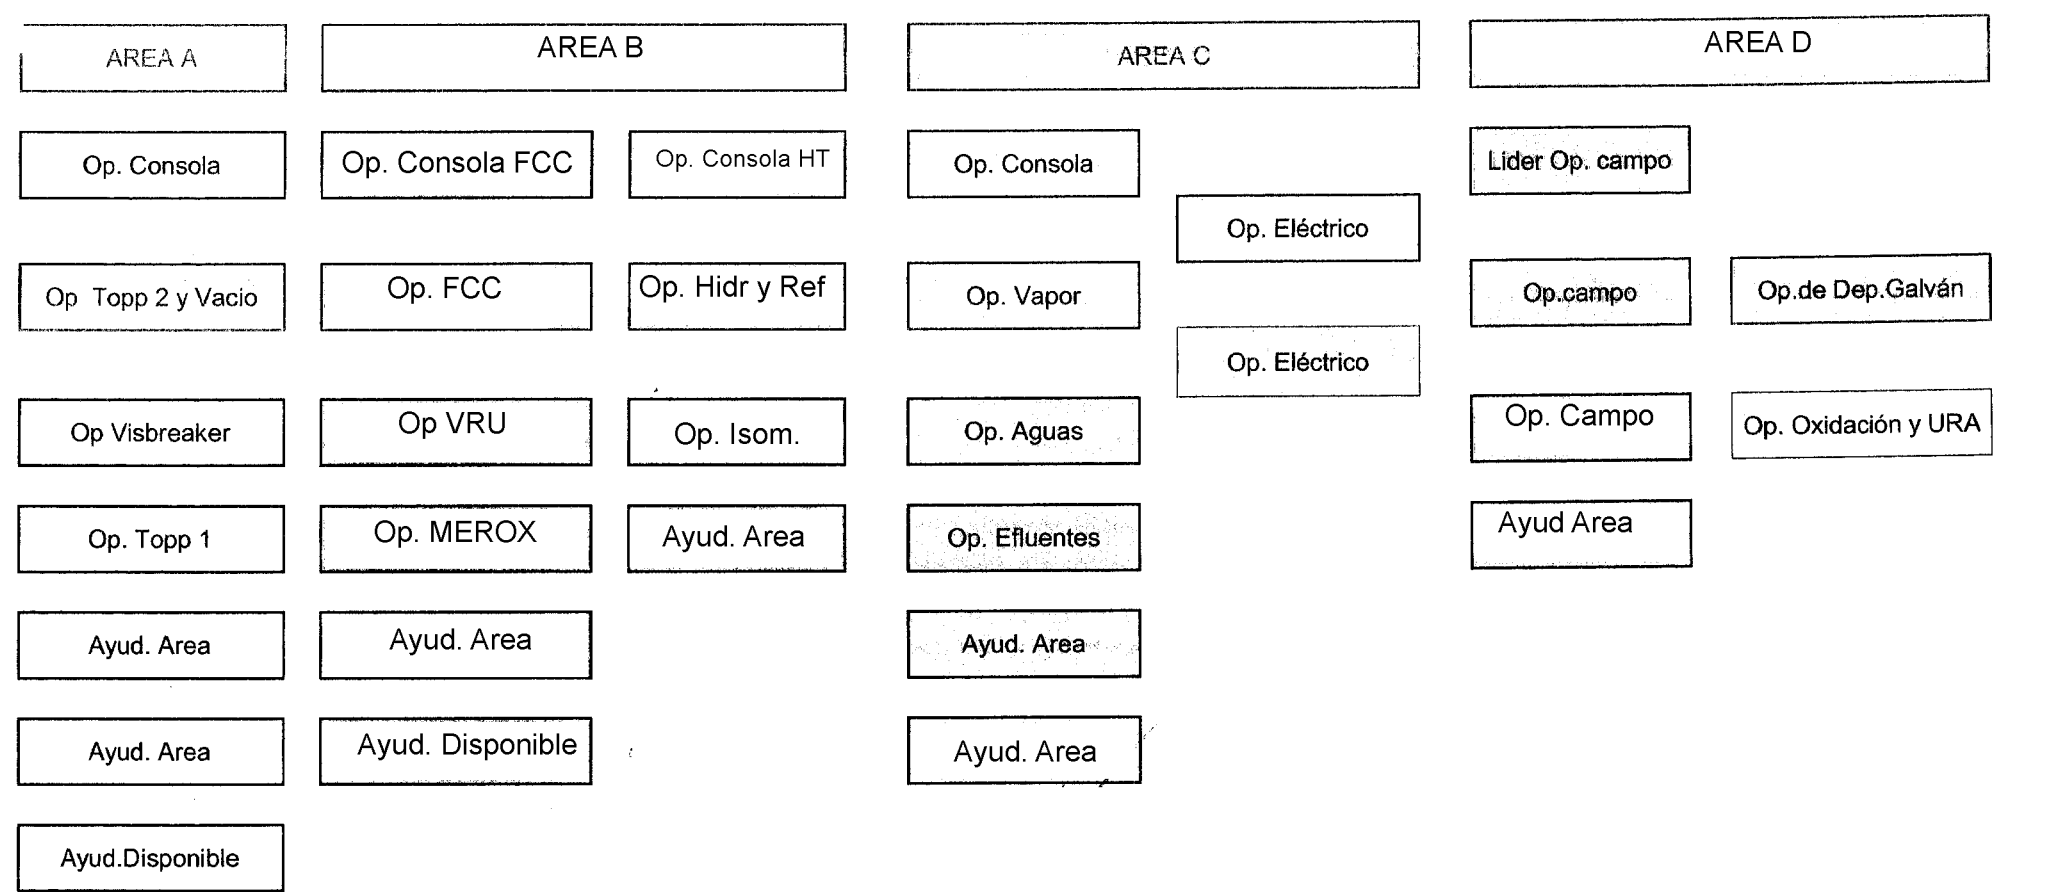 AREA A
AREA B
AREA C
AREA D
Op. Consola
Op. Consola FCC
Op. Consola HT
Op. Consola
Lider Op. campo
Op. Eléctrico
Op Topp 2 y Vacio
Op. FCC
Op. Hidr y Ref
Op. Vapor
Op.campo
Op.de Dep.Galván
Op. Eléctrico
Op Visbreaker
Op VRU
Op. Isom.
Op. Aguas
Op. Campo
Op. Oxidación y URA
Op. Topp 1
Op. MEROX
Ayud. Area
Op. Efluentes
Ayud Area
Ayud. Area
Ayud. Area
Ayud. Area
Ayud. Area
Ayud. Disponible
Ayud. Area
Ayud.Disponible